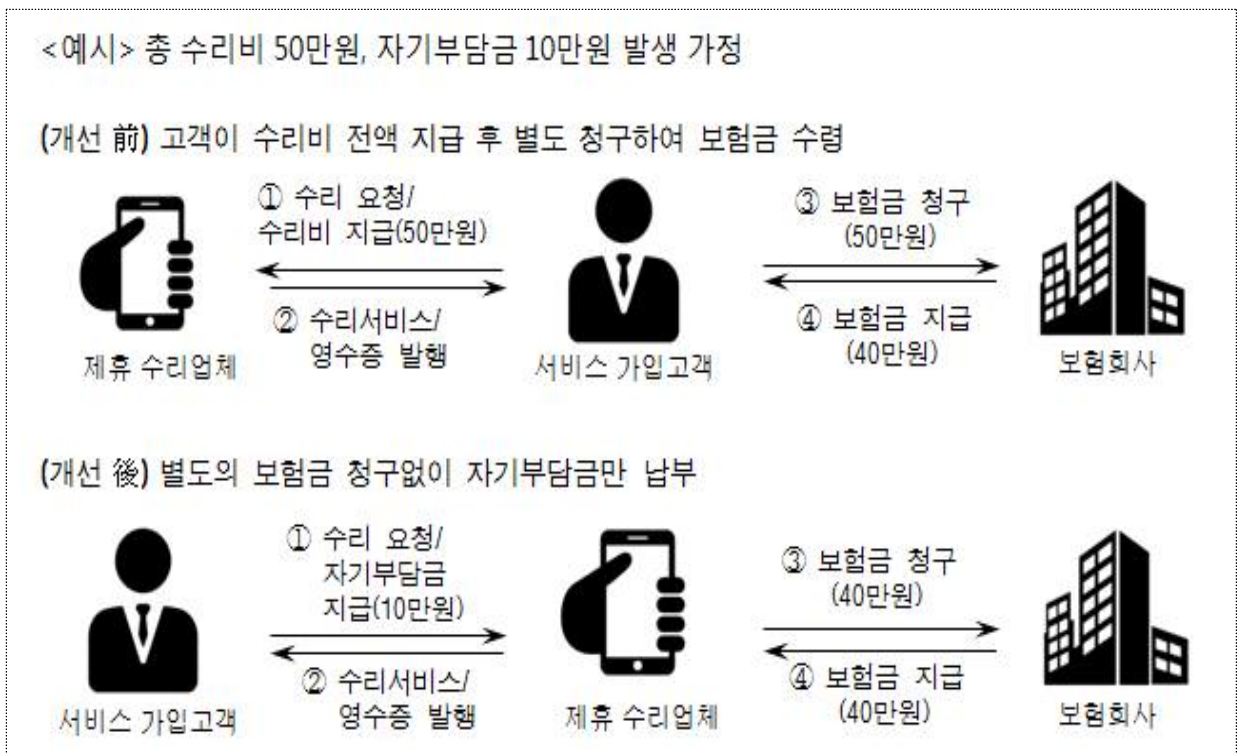 <예시> 총 수리비 50만원, 자기부담금 10만원 발생 가정
(개선 前) 고객이 수리비 전액 지급 후 별도 청구하여 보험금 수령
① 수리 요청/
수리비 지급(50만원)
② 수리서비스/
영수증 발행
③ 보험금 청구
(50만원)
④ 보험금 지급
(40만원)
제휴 수리업체
서비스 가입고객
보험회사
(개선 後) 별도의 보험금 청구없이 자기부담금만 납부
① 수리 요청/
자기부담금
지급(10만원)
② 수리서비스/
영수증 발행
③ 보험금 청구
(40만원)
④ 보험금 지급
(40만원)
서비스 가입고객
제휴 수리업체
보험회사